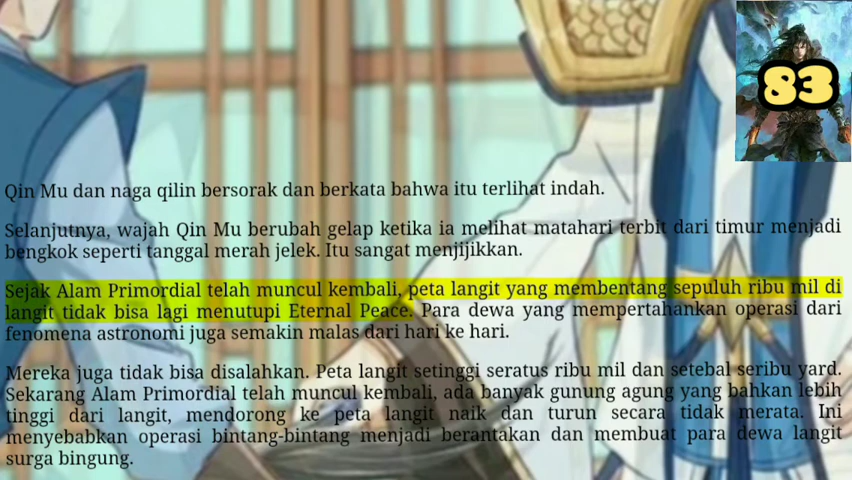 83
Qin Mu dan naga qilin bersorak dan berkata bahwa itu terlihat indah.
Selanjutnya, wajah Qin Mu berubah gelap ketika ia melihat matahari terbit dari timur menjadi
bengkok seperti tanggal merah jelek. Itu sangat menjijikkan.
Sejak Alam Primordial telah muncul kembali, peta langit yang membentang sepuluh ribu mil di
langit tidak bisa lagi menutupi Eternal Peace. Para dewa yang mempertahankan operasi dari
fenomena astronomi juga semakin malas dari hari ke hari.
Mereka juga tidak bisa disalahkan. Peta langit setinggi seratus ribu mil dan setebal seribu yard.
Sekarang Alam Primordial telah muncul kembali, ada banyak gunung agung yang bahkan lebih
tinggi dari langit, mendorong ke peta langit naik dan turun secara tidak merata. Ini
menyebabkan operasi bintang-bintang menjadi berantakan dan membuat para dewa langit
surga bingung.